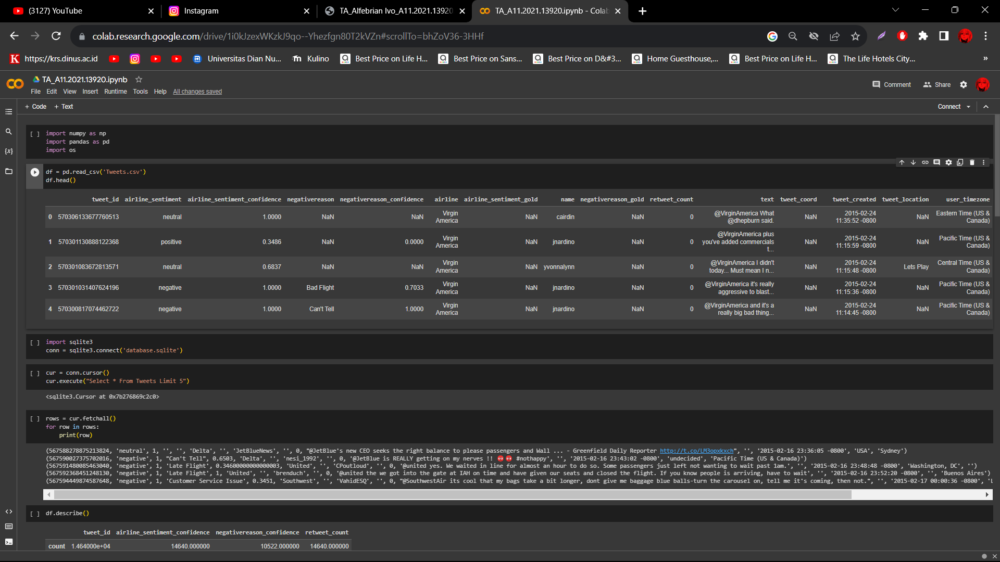 (3127) YouTube
Instagram
TA_Alfebrian Ivo_A11.2021.13920
TA_A11.2021.13920.ipynb - Colab
colab.research.google.com/drive/1i0kJzexWKzkJ9qo--Yhezfgn80T2kVZn#scrollTo=bhZoV36-3HHf
https://krs.dinus.ac.id
Universitas Dian Nu...
Kulino
Best Price on Life H...
Best Price on Sans...
Best Price on D&#3...
Home Guesthouse,...
Best Price on Life H...
The Life Hotels City...
»
TA_A11.2021.13920.ipynb
Comment Share
File Edit View Insert Runtime Tools Help All changes saved
+ Code + Text
Connect
[ ] import numpy as np
import pandas as pd
import os
df = pd.read_csv('Tweets.csv')
df.head()
tweet_id airline_sentiment airline_sentiment_confidence negativereason negativereason_confidence airline airline_sentiment_gold name negativereason_gold retweet_count text tweet_coord tweet_created tweet_location user_timezone
0 570306133677760513 neutral 1.0000 NaN NaN Virgin America NaN cairdin NaN 0 @VirginAmerica What @dhepburn said. NaN 2015-02-24 11:35:52 -0800 NaN Eastern Time (US & Canada)
1 570301130888122368 positive 0.3486 NaN 0.0000 Virgin America NaN jnardino NaN 0 @VirginAmerica plus you've added commercials t... NaN 2015-02-24 11:15:59 -0800 NaN Pacific Time (US & Canada)
2 570301083672813571 neutral 0.6837 NaN NaN Virgin America NaN yvonnalynn NaN 0 @VirginAmerica I didn't today... Must mean I n... NaN 2015-02-24 11:15:48 -0800 Lets Play Central Time (US & Canada)
3 570301031407624196 negative 1.0000 Bad Flight 0.7033 Virgin America NaN jnardino NaN 0 @VirginAmerica it's really aggressive to blast... NaN 2015-02-24 11:15:36 -0800 NaN Pacific Time (US & Canada)
4 570300817074462722 negative 1.0000 Can't Tell 1.0000 Virgin America NaN jnardino NaN 0 @VirginAmerica and it's a really big bad thing... NaN 2015-02-24 11:14:45 -0800 NaN Pacific Time (US & Canada)
[ ] import sqlite3
conn = sqlite3.connect('database.sqlite')
[ ] cur = conn.cursor()
cur.execute("Select * From Tweets Limit 5")
<sqlite3.Cursor at 0x7b276869c2c0>
[ ] rows = cur.fetchall()
for row in rows:
print(row)
(567588278875213824, 'neutral', 1, '', '', 'Delta', '', 'JetBlueNews', '', 0, "@JetBlue's new CEO seeks the right balance to please passengers and Wall ... - Greenfield Daily Reporter http://t.co/LM3opxkxch", '', '2015-02-16 23:36:05 -0800', 'USA', 'Sydney')
(567590027375702016, 'negative', 1, "Can't Tell", 0.6503, 'Delta', '', 'nesi_1992', '', 0, '@JetBlue is REALLY getting on my nerves !! 😡😡 #nothappy', '', '2015-02-16 23:43:02 -0800', 'undecided', 'Pacific Time (US & Canada)')
(567591480085463040, 'negative', 1, 'Late Flight', 0.34600000000000003, 'United', '', 'CPoutloud', '', 0, '@united yes. We waited in line for almost an hour to do so. Some passengers just left not wanting to wait past 1am.', '', '2015-02-16 23:48:48 -0800', 'Washington, DC', '')
(567592368451248130, 'negative', 1, 'Late Flight', 1, 'United', '', 'brenduch', '', 0, '@united the we got into the gate at IAH on time and have given our seats and closed the flight. If you know people is arriving, have to wait', '', '2015-02-16 23:52:20 -0800', '', 'Buenos Aires')
(567594449874587648, 'negative', 1, 'Customer Service Issue', 0.3451, 'Southwest', '', 'VahidESQ', '', 0, "@SouthwestAir its cool that my bags take a bit longer, dont give me baggage blue balls-turn the carousel on, tell me it's coming, then not.", '', '2015-02-17 00:00:36 -0800', 'L
[ ] df.describe()
tweet_id airline_sentiment_confidence negativereason_confidence retweet_count
count 1.464000e+04 14640.000000 10522.000000 14640.000000